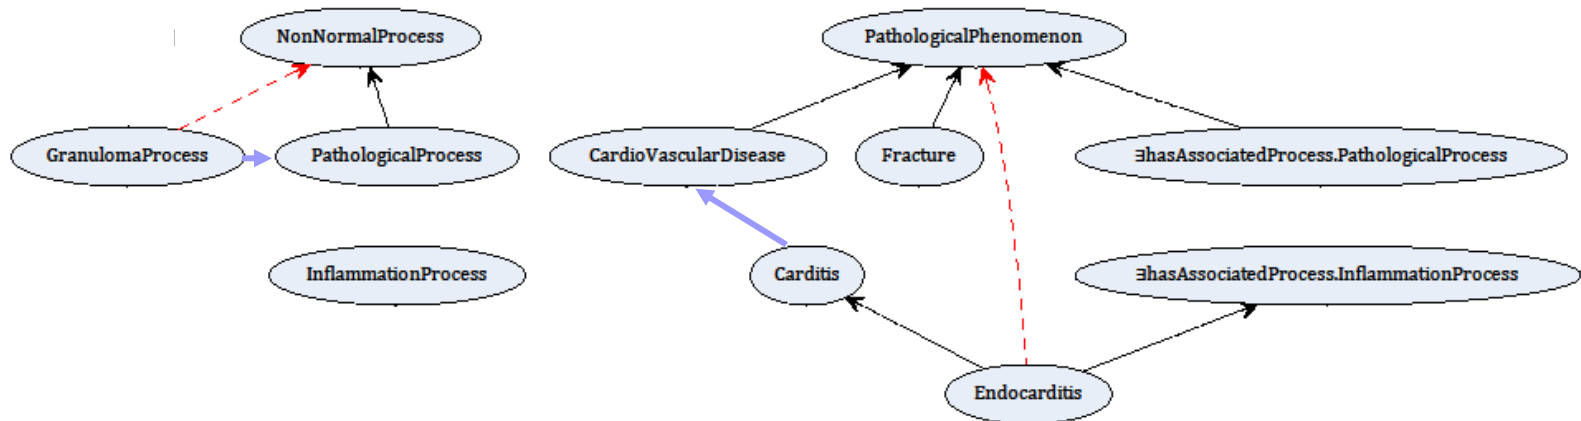 NonNormalProcess
PathologicalPhenomenon
GranulomaProcess
PathologicalProcess
CardioVascularDisease
Fracture
∃hasAssociatedProcess.PathologicalProcess
InflammationProcess
Carditis
∃hasAssociatedProcess.InflammationProcess
Endocarditis